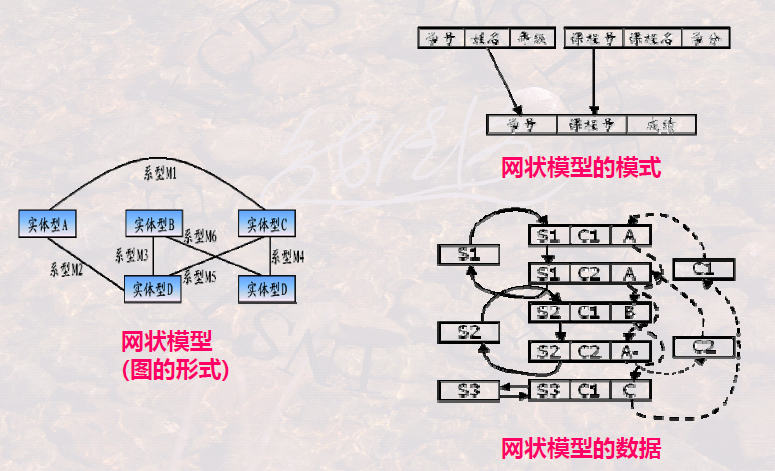 学号 姓名 年级 课程号 课程名 学分
学号 课程号 成绩
网状模型的模式
系型M1
实体型A 实体型B 实体型C
系型M6
系型M3 系型M4
系型M2 系型M5
实体型D 实体型D
网状模型
(图的形式)
S1 C1 A
S1
S1 C2 A
C1
S2 C1 B
S2
S2 C2 A-
C2
S3
S3 C1 C
网状模型的数据